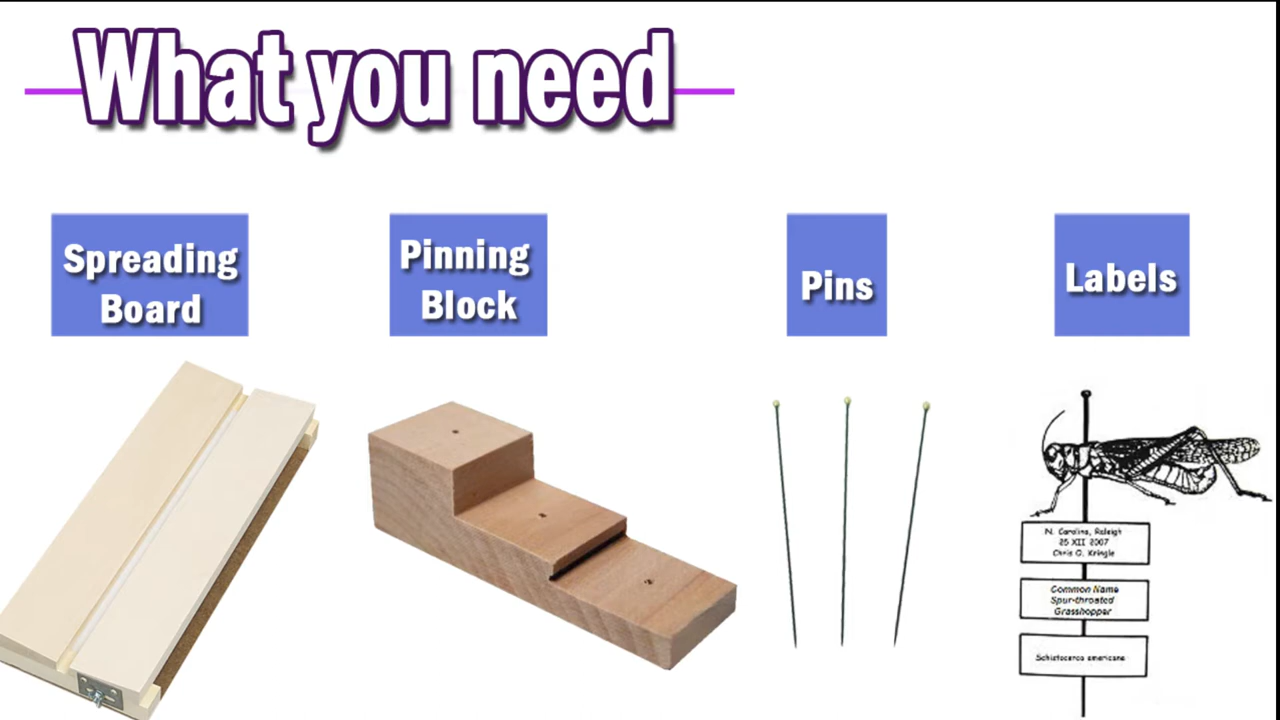 What you need
Spreading
Board
Pinning
Block
Pins
Labels
N. Carolina, Raleigh
25 XII 2007
Chris O. Kringle
Common Name
Spur-throated
Grasshopper
Schistocerca americana